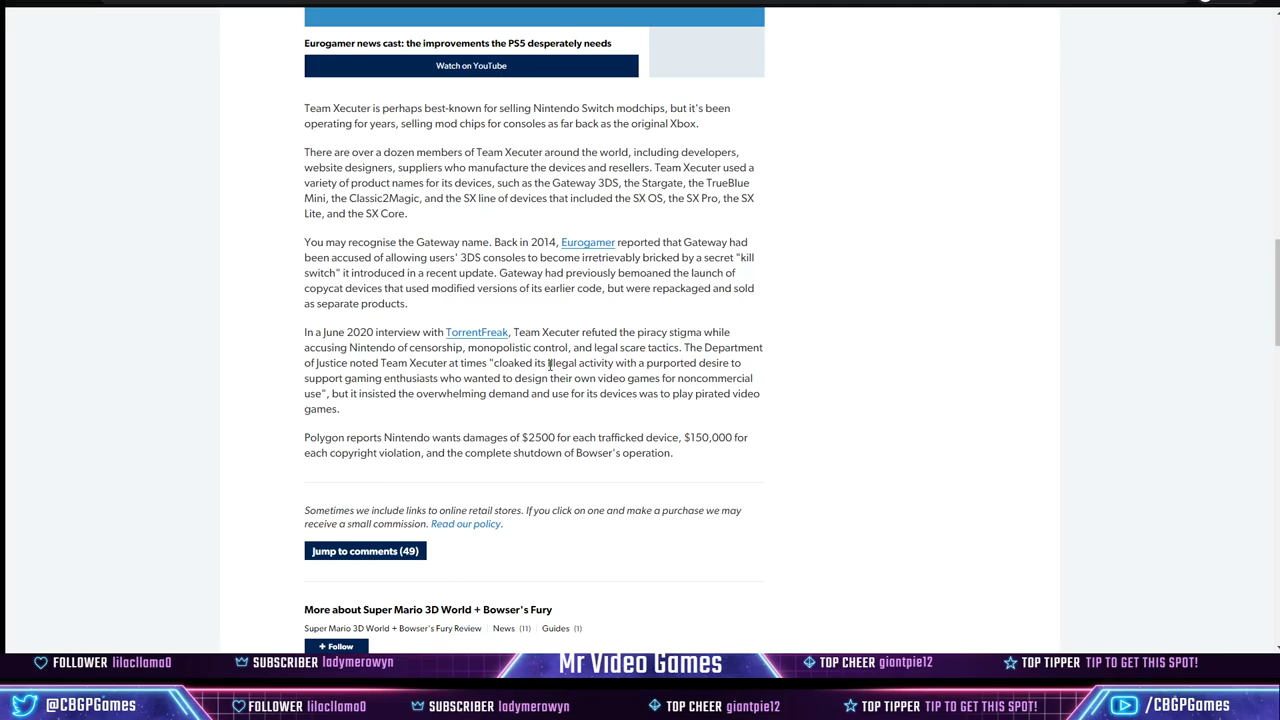 Eurogamer news cast: the improvements the PS5 desperately needs
Watch on YouTube
Team Xecuter is perhaps best-known for selling Nintendo Switch modchips, but it's been
operating for years, selling mod chips for consoles as far back as the original Xbox.
There are over a dozen members of Team Xecuter around the world, including developers,
website designers, suppliers who manufacture the devices and resellers. Team Xecuter used a
variety of product names for its devices, such as the Gateway 3DS, the Stargate, the TrueBlue
Mini, the Classic2Magic, and the SX line of devices that included the SX OS, the SX Pro, the SX
Lite, and the SX Core.
You may recognise the Gateway name. Back in 2014, Eurogamer reported that Gateway had
been accused of allowing users' 3DS consoles to become irretrievably bricked by a secret "kill
switch" it introduced in a recent update. Gateway had previously bemoaned the launch of
copycat devices that used modified versions of its earlier code, but were repackaged and sold
as separate products.
In a June 2020 interview with TorrentFreak, Team Xecuter refuted the piracy stigma while
accusing Nintendo of censorship, monopolistic control, and legal scare tactics. The Department
of Justice noted Team Xecuter at times "cloaked its illegal activity with a purported desire to
support gaming enthusiasts who wanted to design their own video games for noncommercial
use", but it insisted the overwhelming demand and use for its devices was to play pirated video
games.
Polygon reports Nintendo wants damages of $2500 for each trafficked device, $150,000 for
each copyright violation, and the complete shutdown of Bowser's operation.
Sometimes we include links to online retail stores. If you click on one and make a purchase we may
receive a small commission. Read our policy.
Jump to comments (49)
More about Super Mario 3D World + Bowser's Fury
Super Mario 3D World + Bowser's Fury Review News (11) Guides (1)
+ Follow
FOLLOWER lilacllama0 SUBSCRIBER ladymerowyn Mr Video Games TOP CHEER giantpie12 TOP TIPPER TIP TO GET THIS SPOT!
@CBGPGames FOLLOWER lilacllama0 SUBSCRIBER ladymerowyn TOP CHEER giantpie12 TOP TIPPER TIP TO GET THIS SPOT! /CBGPGames